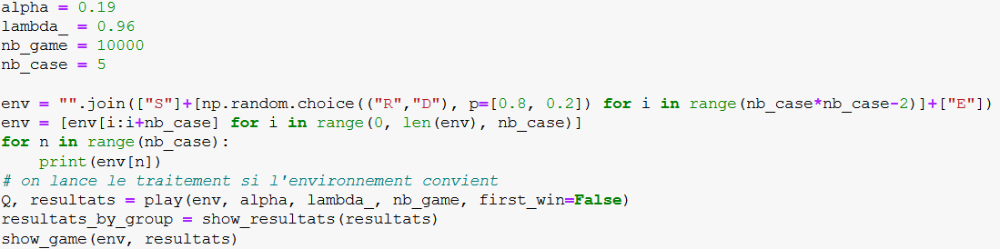 alpha = 0.19
lambda_ = 0.96
nb_game = 10000
nb_case = 5
env = "".join(["S"]+[np.random.choice(("R","D"), p=[0.8, 0.2]) for i in range(nb_case*nb_case-2)]+["E"])
env = [env[i:i+nb_case] for i in range(0, len(env), nb_case)]
for n in range(nb_case):
    print(env[n])
# on lance le traitement si l'environnement convient
Q, resultats = play(env, alpha, lambda_, nb_game, first_win=False)
resultats_by_group = show_results(resultats)
show_game(env, resultats)